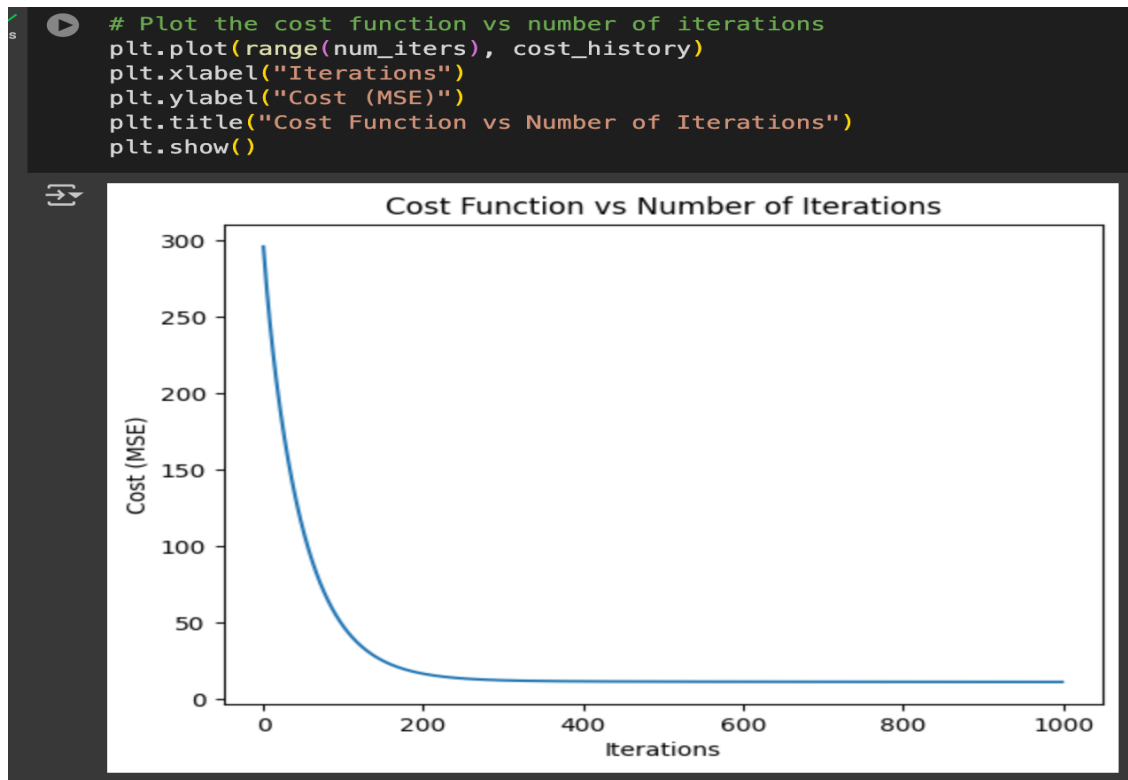 s
# Plot the cost function vs number of iterations
plt.plot(range(num_iters), cost_history)
plt.xlabel("Iterations")
plt.ylabel("Cost (MSE)")
plt.title("Cost Function vs Number of Iterations")
plt.show()
Cost Function vs Number of Iterations
Cost (MSE)
300
250
200
150
100
50
0
0 200 400 600 800 1000
Iterations